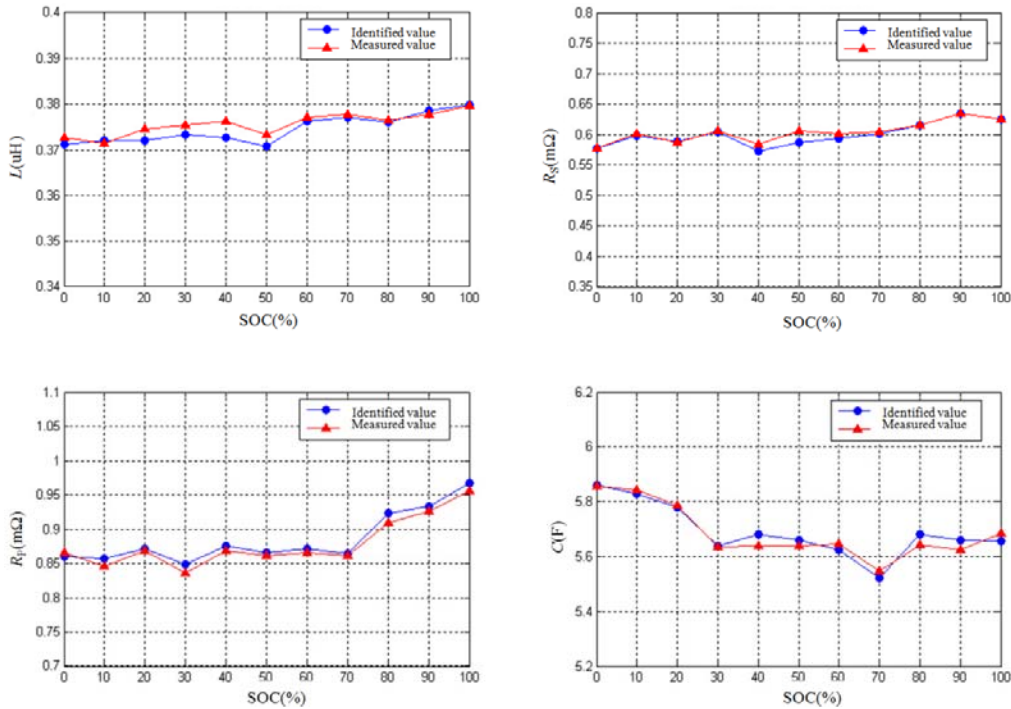 0.4
0.39
0.38
0.37
0.36
0.35
0.34
L(uH)
Identified value
Measured value
0 10 20 30 40 50 60 70 80 90 100
SOC(%)
0.8
0.75
0.7
0.65
0.6
0.55
0.5
0.45
0.4
0.35
RS(mΩ)
Identified value
Measured value
0 10 20 30 40 50 60 70 80 90 100
SOC(%)
1.1
1.05
1
0.95
0.9
0.85
0.8
0.75
0.7
(mΩ)
Identified value
Measured value
0 10 20 30 40 50 60 70 80 90 100
SOC(%)
6.2
6
5.8
5.6
5.4
5.2
C(F)
Identified value
Measured value
0 10 20 30 40 50 60 70 80 90 100
SOC(%)